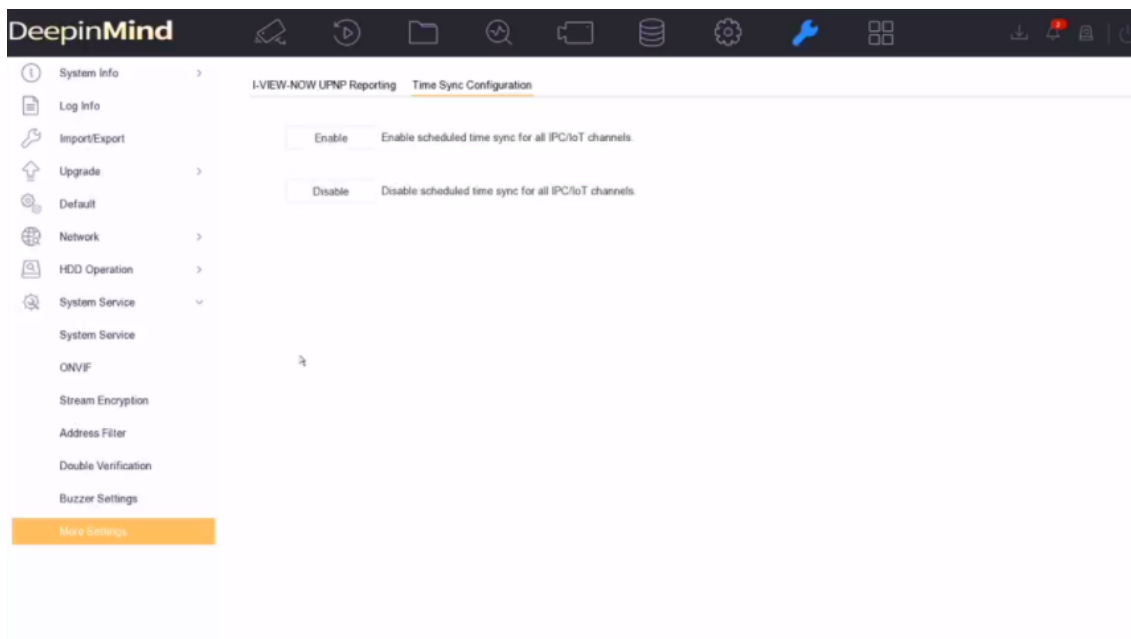 DeepinMind
2
System Info
Log Info
Import/Export
Upgrade
Default
Network
HDD Operation
System Service
System Service
ONVIF
Stream Encryption
Address Filter
Double Verification
Buzzer Settings
More Settings
I-VIEW-NOW UPNP Reporting Time Sync Configuration
Enable Enable scheduled time sync for all IPC/IoT channels.
Disable Disable scheduled time sync for all IPC/IoT channels.